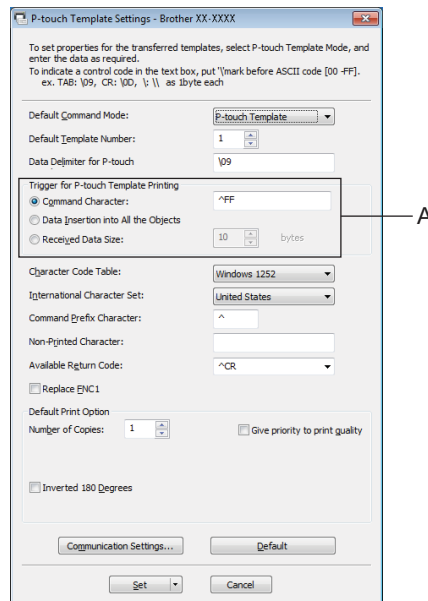 P-touch Template Settings - Brother XX-XXXX
To set properties for the transferred templates, select P-touch Template Mode, and
enter the data as required.
To indicate a control code in the text box, put '\'mark before ASCII code [00 -FF].
ex. TAB: \09, CR: \0D, \: \\ as 1byte
each
Default Command Mode: P-touch Template
Default Template Number: 1
Data Delimiter for P-touch \09
Trigger for P-touch Template Printing
Command Character: ^FF
A
Data Insertion into All the Objects
Received Data Size: 10 bytes
Character Code Table: Windows 1252
International Character Set: United States
Command Prefix Character: ^
Non-Printed Character:
Available Return Code: ^CR
Replace FNC1
Default Print Option
Number of Copies: 1 Give priority to print quality
Inverted 180 Degrees
Communication Settings... Default
Set Cancel